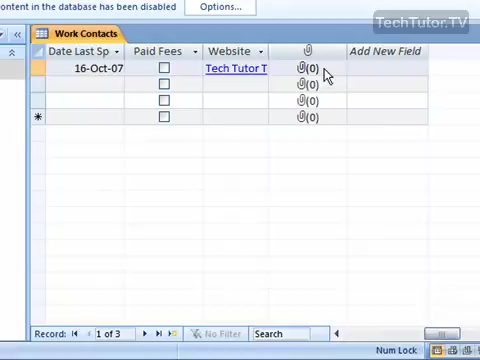 ontent in the database has been disabled
Options...
TechTutor.TV
Work Contacts
Date Last Sp Paid Fees Website Add New Field
16-Oct-07 Tech Tutor T (0)
(0)
(0)
(0)
Record: 1 of 3 No Filter Search
Num Lock